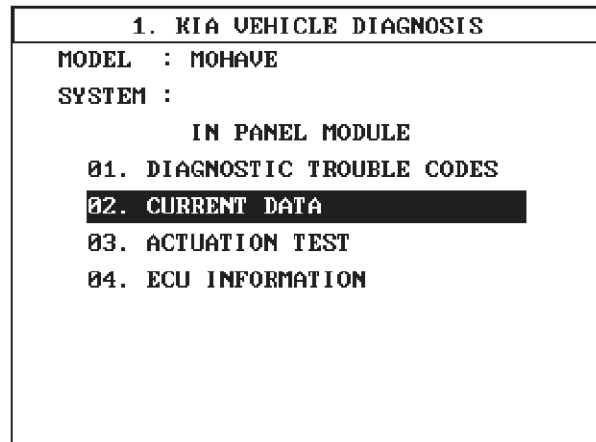 1. KIA VEHICLE DIAGNOSIS
MODEL : MOHAVE
SYSTEM :
IN PANEL MODULE
01. DIAGNOSTIC TROUBLE CODES
02. CURRENT DATA
03. ACTUATION TEST
04. ECU INFORMATION